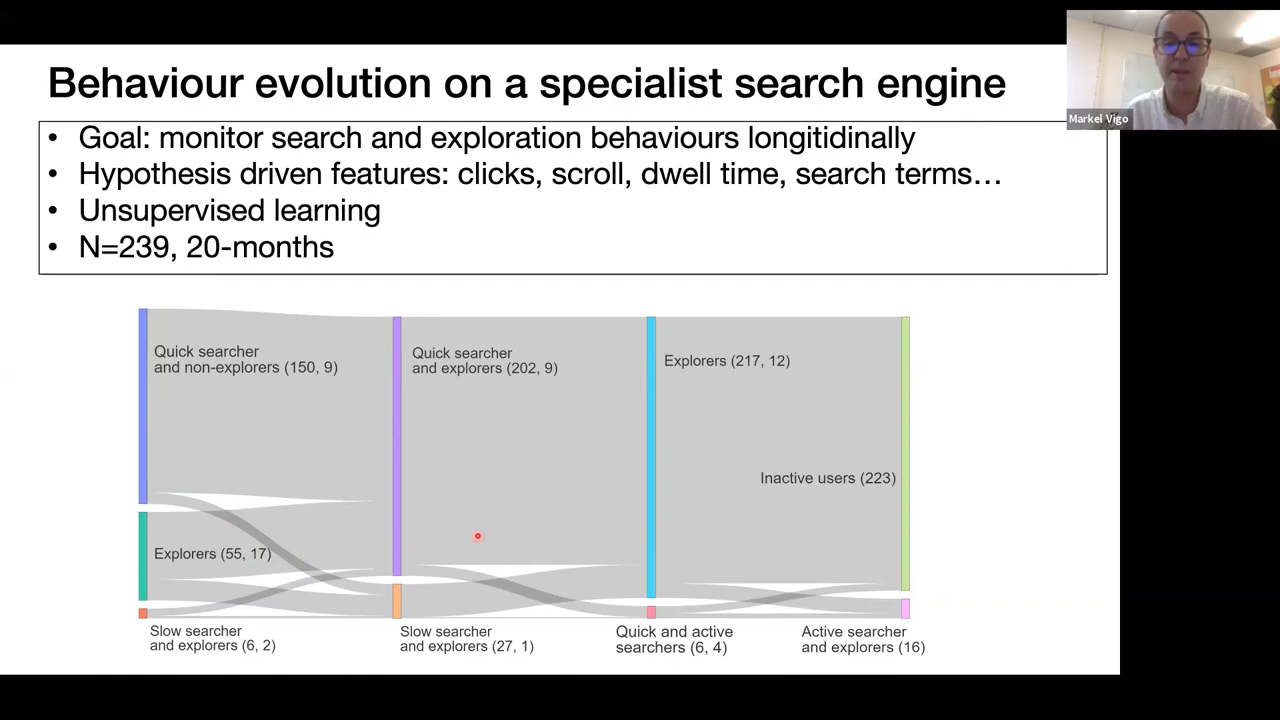 Behaviour evolution on a specialist search engine
Markel Vigo
• Goal: monitor search and exploration behaviours longitidinally
• Hypothesis driven features: clicks, scroll, dwell time, search terms…
• Unsupervised learning
• N=239, 20-months
Quick searcher
and non-explorers (150, 9)
Quick searcher
and explorers (202, 9)
Explorers (217, 12)
Inactive users (223)
Explorers (55, 17)
Slow searcher
and explorers (6, 2)
Slow searcher
and explorers (27, 1)
Quick and active
searchers (6, 4)
Active searcher
and explorers (16)